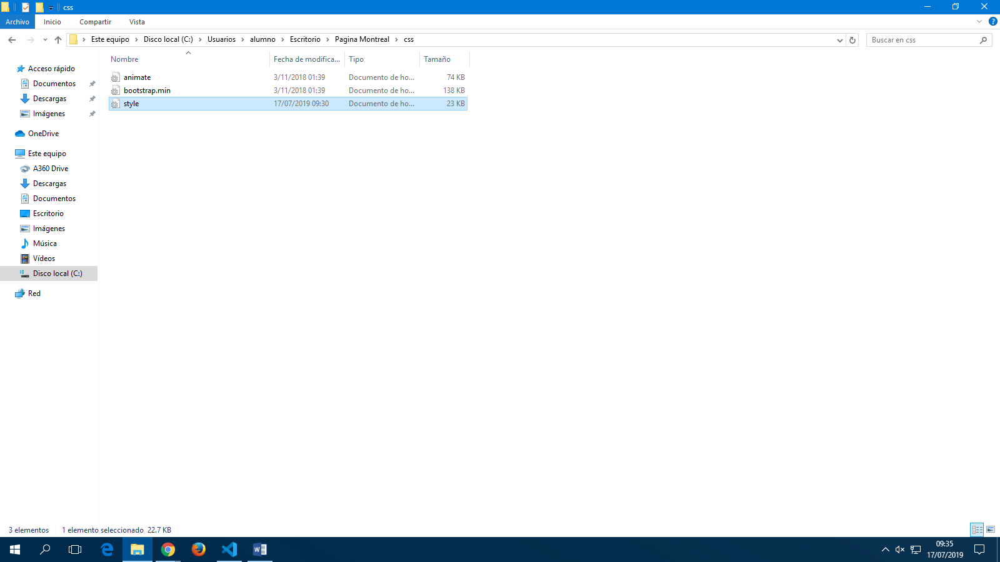 css
Archivo Inicio Compartir Vista
Este equipo Disco local (C:) Usuarios alumno Escritorio Pagina Montreal css
Buscar en css
Nombre Fecha de modifica... Tipo Tamaño
animate 3/11/2018 01:39 Documento de ho... 74 KB
bootstrap.min 3/11/2018 01:39 Documento de ho... 138 KB
style 17/07/2019 09:30 Documento de ho... 23 KB
Acceso rápido
Documentos
Descargas
Imágenes
OneDrive
Este equipo
A360 Drive
Descargas
Documentos
Escritorio
Imágenes
Música
Vídeos
Disco local (C:)
Red
3 elementos 1 elemento seleccionado 22.7 KB
09:35
17/07/2019